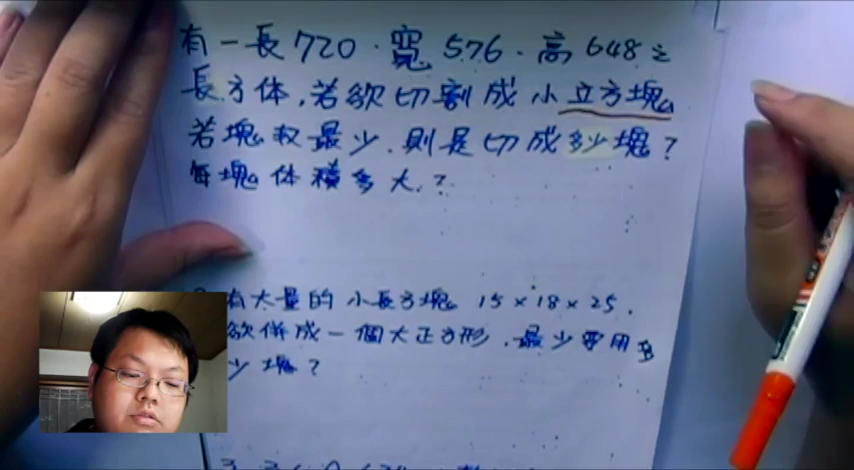 有一長720.寬576.高648之
長方体,若欲切割成小立方塊。
若塊数最少.則是切成多少塊?
每塊体積多大.?
有大量的小長方塊 15×18×25.
欲併成一個大正方形.最少要用多
少塊?